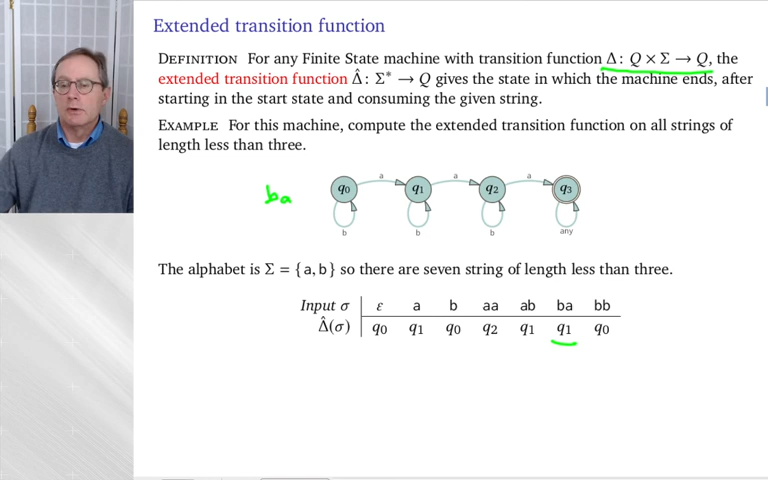 Extended transition function
DEFINITION For any Finite State machine with transition function Δ: Q × Σ → Q, the
extended transition function Δ̂: Σ* → Q gives the state in which the machine ends, after
starting in the start state and consuming the given string.
EXAMPLE For this machine, compute the extended transition function on all strings of
length less than three.
a a a
ba q0 q1 q2 q3
b b b any
The alphabet is Σ = {a, b} so there are seven string of length less than three.
Input σ ε a b aa ab ba bb
Δ̂(σ) q0 q1 q0 q2 q1 q1 q0